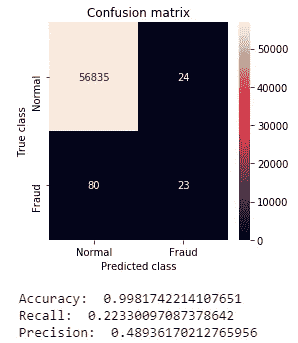 Confusion matrix
50000
56835 24
40000
Normal
30000
True class
20000
80 23
Fraud
10000
0
Normal Fraud
Predicted class
Accuracy: 0.9981742214107651
Recall: 0.22330097087378642
Precision: 0.48936170212765956